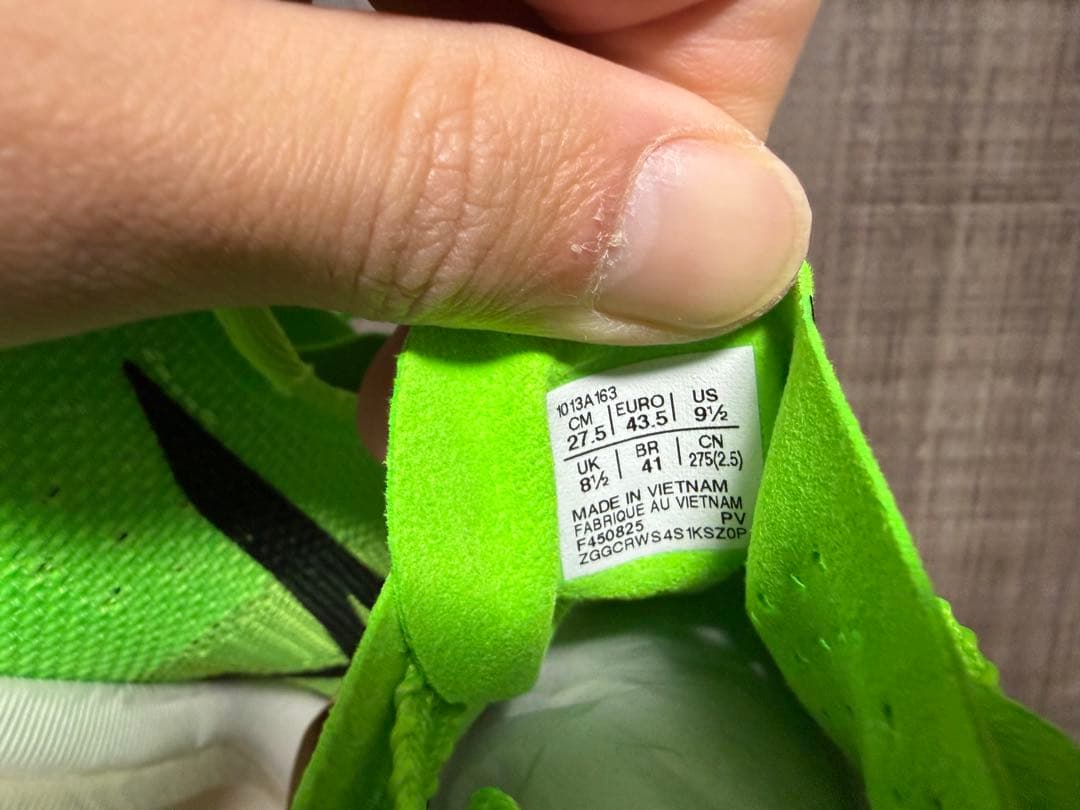 1013A163
CM | EURO | US
27.5 | 43.5 | 9½
UK | BR | CN
8½ | 41 | 275(2.5)
MADE IN VIETNAM
FABRIQUE AU VIETNAM
F450825 PV
ZGGCRWS4S1KSZ0P